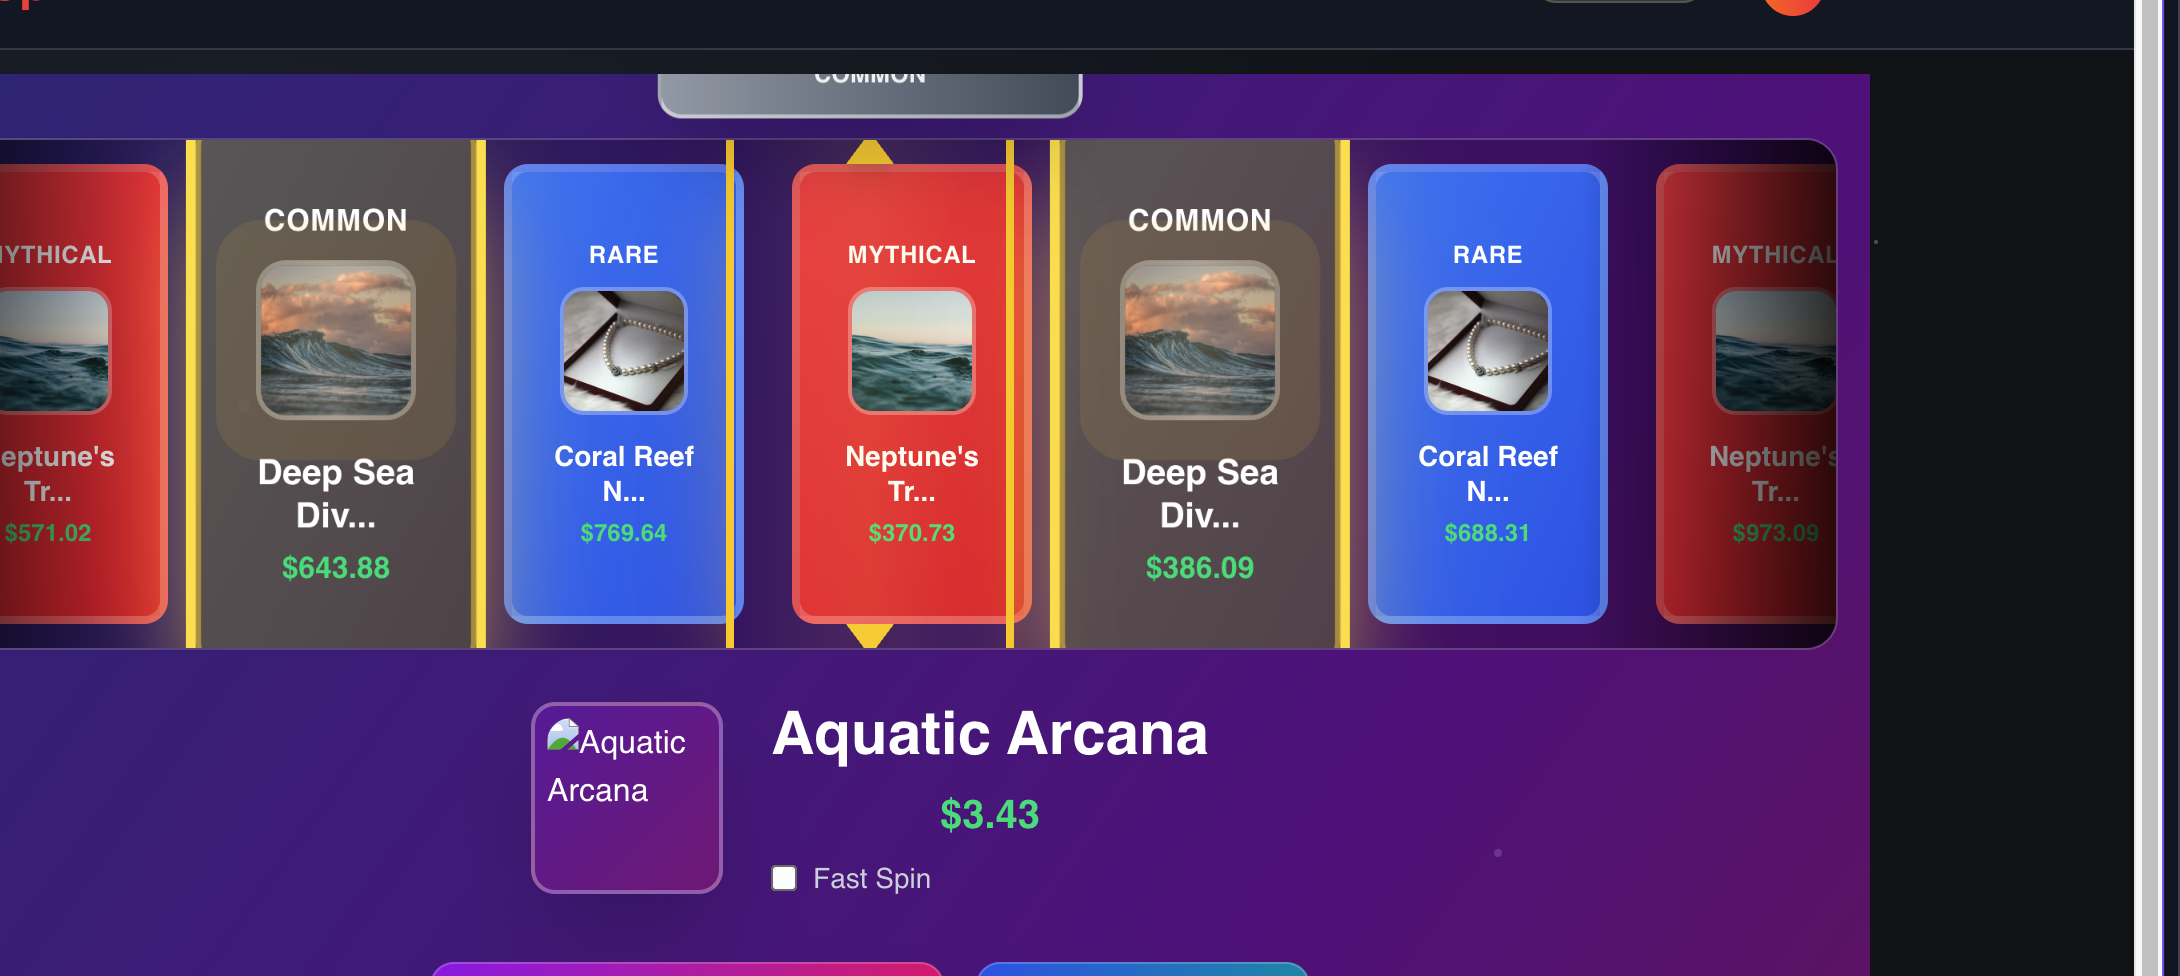 COMMON
MYTHICAL
eptune's
Tr...
$571.02
COMMON
Deep Sea
Div...
$643.88
RARE
Coral Reef
N...
$769.64
MYTHICAL
Neptune's
Tr...
$370.73
COMMON
Deep Sea
Div...
$386.09
RARE
Coral Reef
N...
$688.31
MYTHICAL
Neptune's
Tr...
$973.09
Aquatic
Arcana
Aquatic Arcana
$3.43
Fast Spin